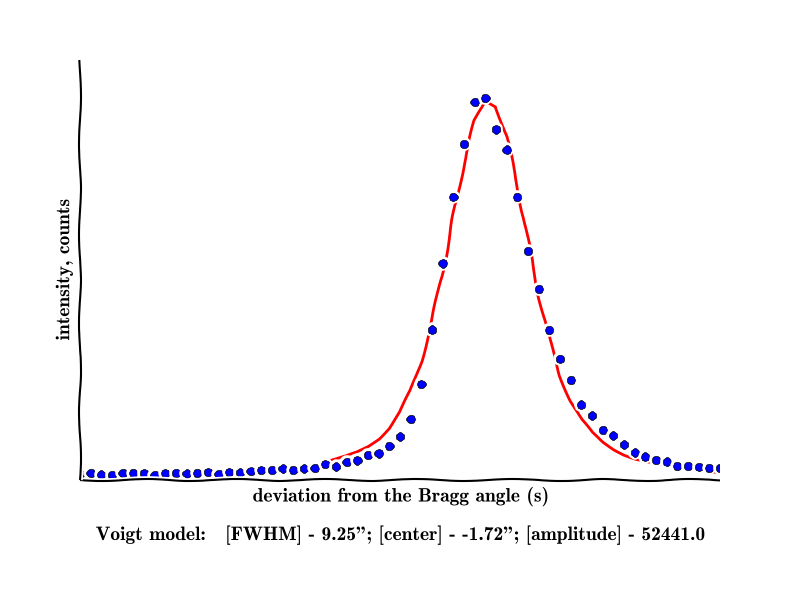 intensity, counts
deviation from the Bragg angle (s)
Voigt model: [FWHM] - 9.25”; [center] - -1.72”; [amplitude] - 52441.0